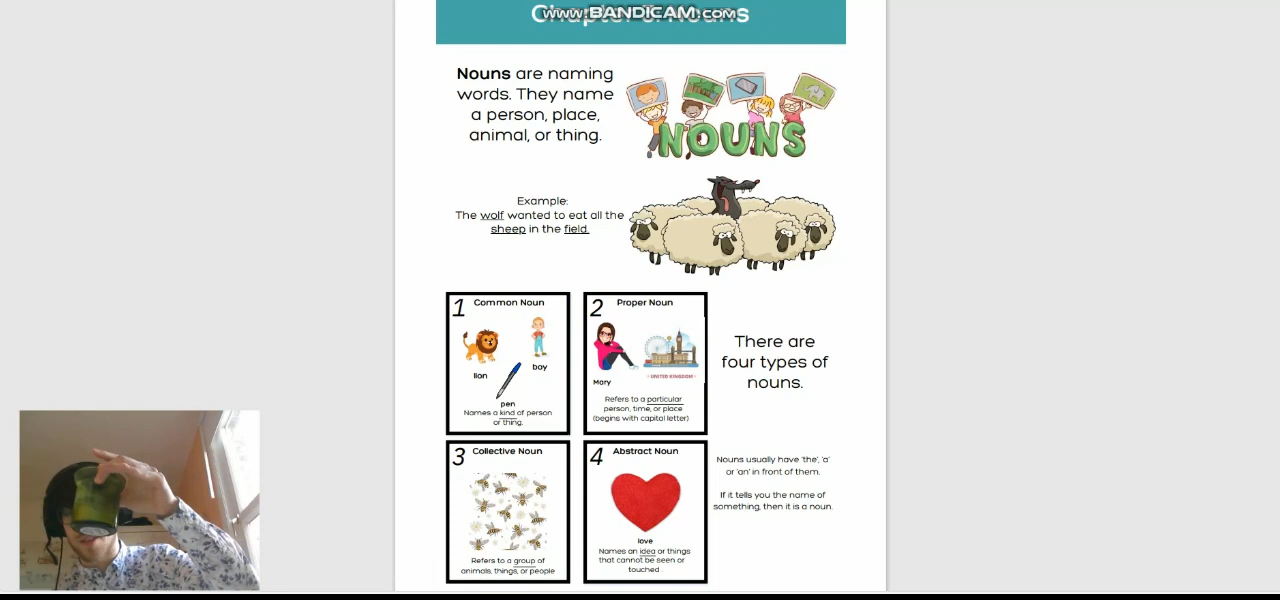 www.BANDICAM.com
Nouns are naming
words. They name
a person, place,
animal, or thing.
NOUNS
Example:
The wolf wanted to eat all the
sheep in the field.
1 Common Noun
lion
boy
pen
Names a kind of person
or thing.
2 Proper Noun
Mary
UNITED KINGDOM
Refers to a particular
person, time, or place
(begins with capital letter)
There are
four types of
nouns.
3 Collective Noun
Refers to a group of
animals, things, or people
4 Abstract Noun
love
Names an idea or things
that cannot be seen or
touched
Nouns usually have 'the', 'a'
or 'an' in front of them.
If it tells you the name of
something, then it is a noun.